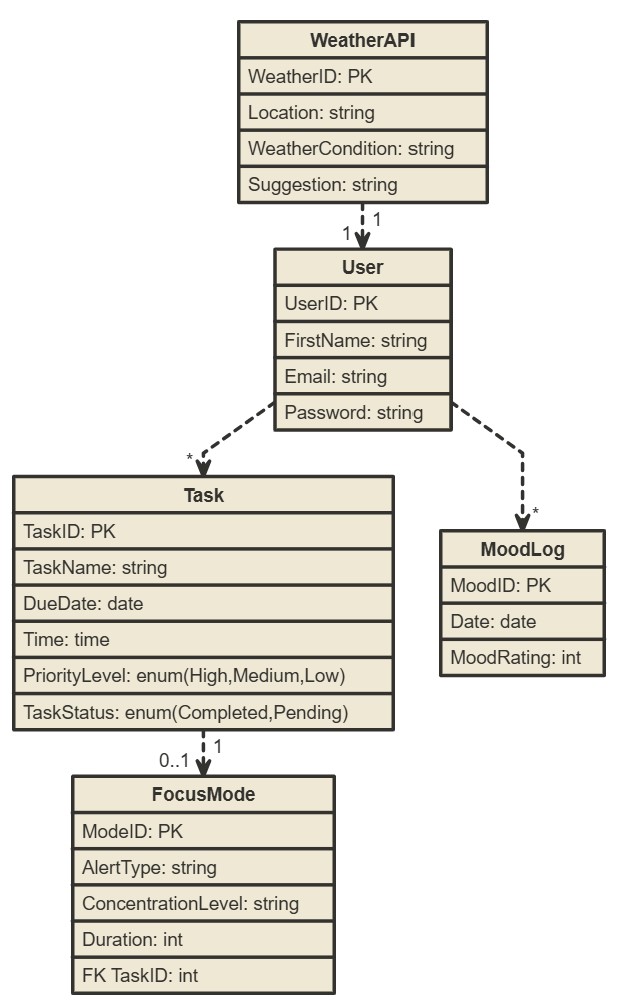 WeatherAPI
WeatherID: PK
Location: string
WeatherCondition: string
Suggestion: string
1
1
User
UserID: PK
FirstName: string
Email: string
Password: string
*
Task
TaskID: PK
TaskName: string
DueDate: date
Time: time
PriorityLevel: enum(High,Medium,Low)
TaskStatus: enum(Completed,Pending)
*
MoodLog
MoodID: PK
Date: date
MoodRating: int
1
0..1
FocusMode
ModeID: PK
AlertType: string
ConcentrationLevel: string
Duration: int
FK TaskID: int